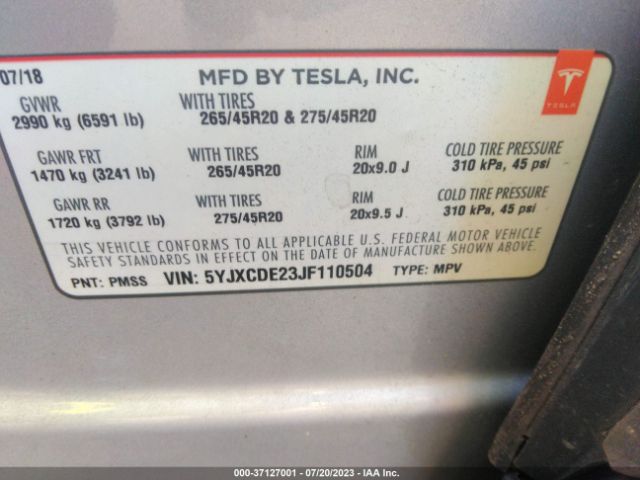 07/18 MFD BY TESLA, INC.
TESLA
GVWR WITH TIRES
2990 kg (6591 lb) 265/45R20 & 275/45R20
GAWR FRT WITH TIRES RIM COLD TIRE PRESSURE
1470 kg (3241 lb) 265/45R20 20x9.0 J 310 kPa, 45 psi
GAWR RR WITH TIRES RIM COLD TIRE PRESSURE
1720 kg (3792 lb) 275/45R20 20x9.5 J 310 kPa, 45 psi
THIS VEHICLE CONFORMS TO ALL APPLICABLE U.S. FEDERAL MOTOR VEHICLE
SAFETY STANDARDS IN EFFECT ON THE DATE OF MANUFACTURE SHOWN ABOVE.
PNT: PMSS VIN: 5YJXCDE23JF110504 TYPE: MPV
000-37127001 - 07/20/2023 - IAA Inc.